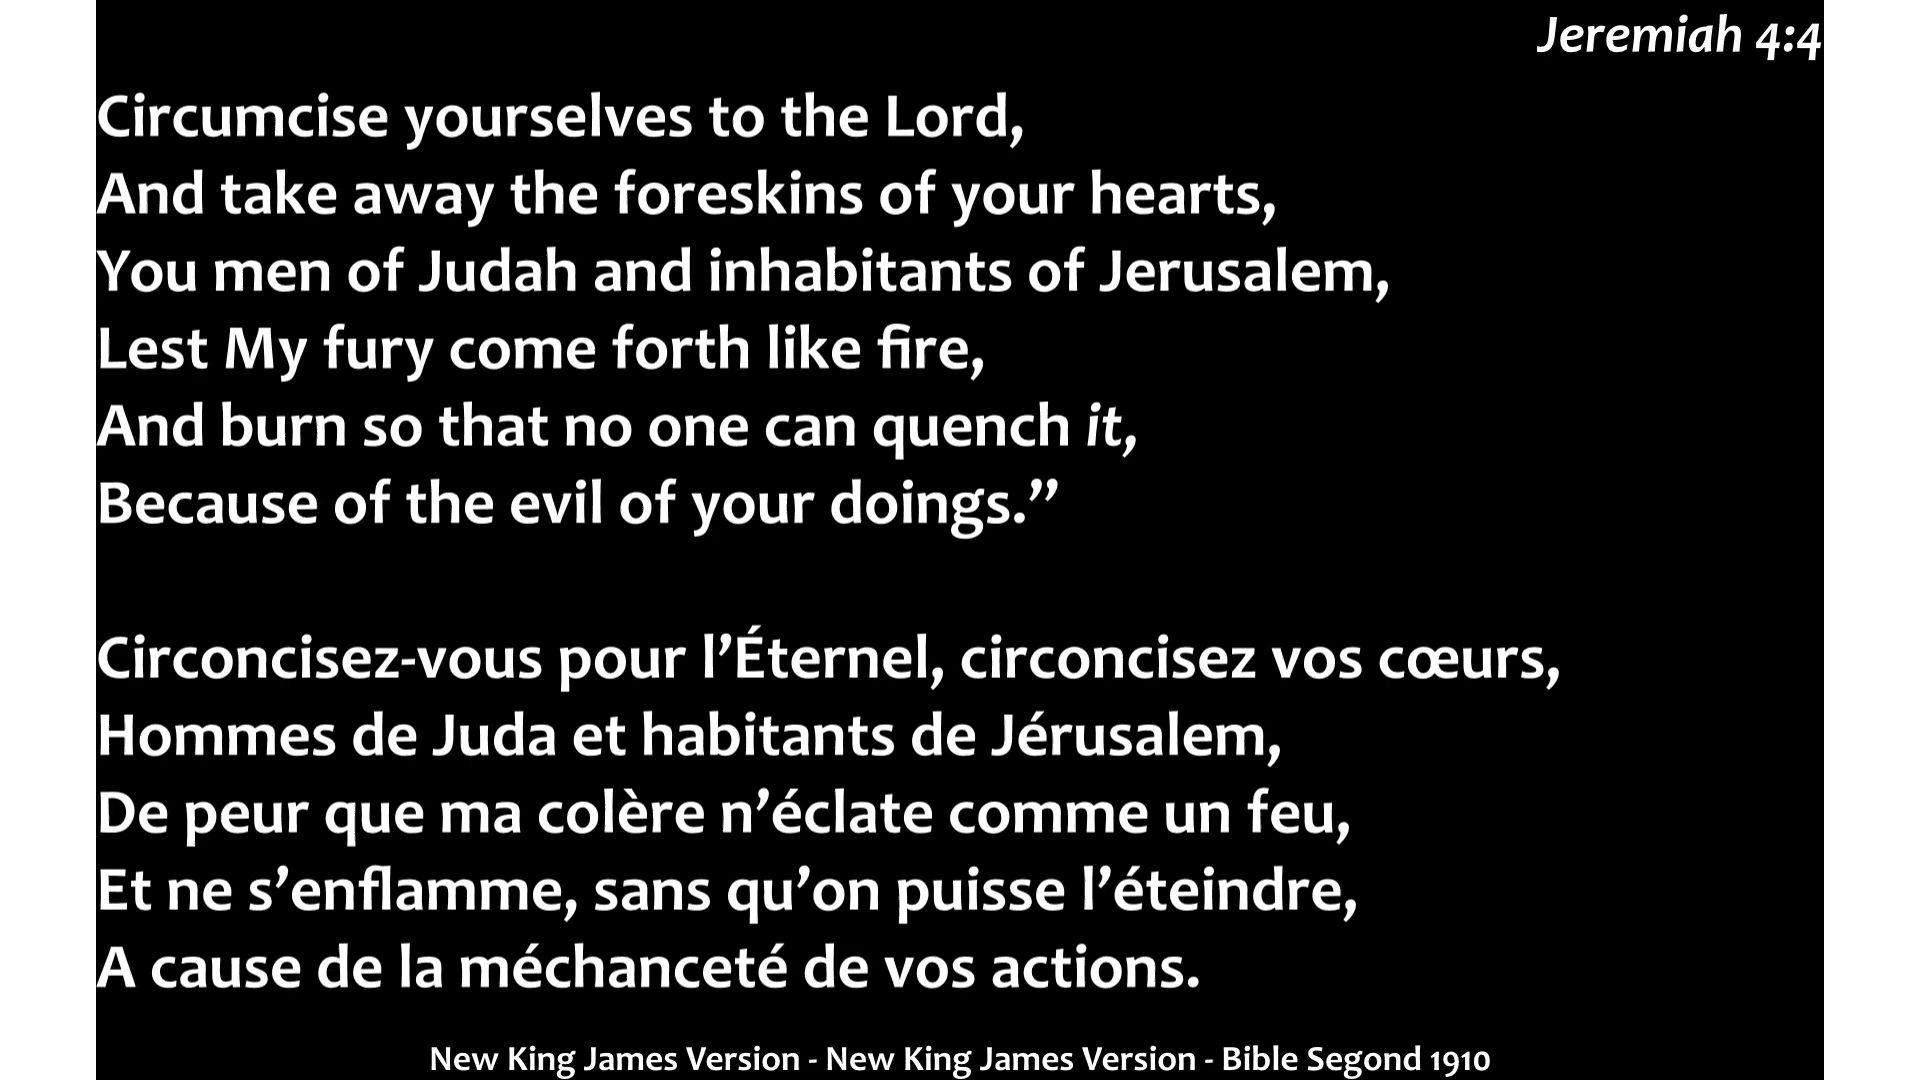 Jeremiah 4:4
Circumcise yourselves to the Lord,
And take away the foreskins of your hearts,
You men of Judah and inhabitants of Jerusalem,
Lest My fury come forth like fire,
And burn so that no one can quench it,
Because of the evil of your doings.”
Circoncisez-vous pour l’Éternel, circoncisez vos cœurs,
Hommes de Juda et habitants de Jérusalem,
De peur que ma colère n’éclate comme un feu,
Et ne s’enflamme, sans qu’on puisse l’éteindre,
A cause de la méchanceté de vos actions.
New King James Version - New King James Version - Bible Segond 1910